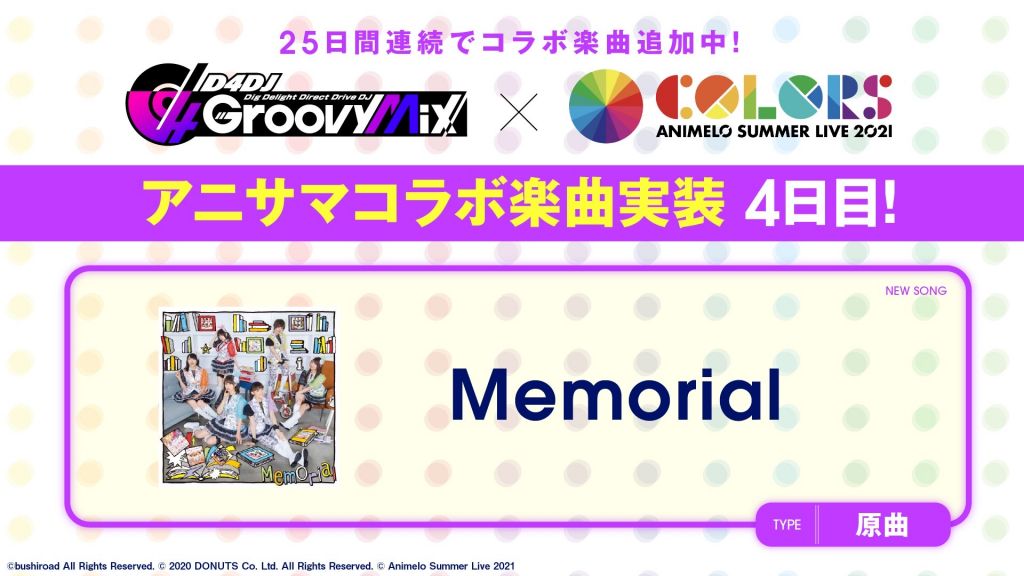 25日間連続でコラボ楽曲追加中!
D4DJ
Dig Delight Direct Drive DJ
GroovyMix
×
COLORS
ANIMELO SUMMER LIVE 2021
アニサマコラボ楽曲実装 4日目!
NEW SONG
Memorial
Memorial
TYPE 原曲
©bushiroad All Rights Reserved. © 2020 DONUTS Co. Ltd. All Rights Reserved. © Animelo Summer Live 2021